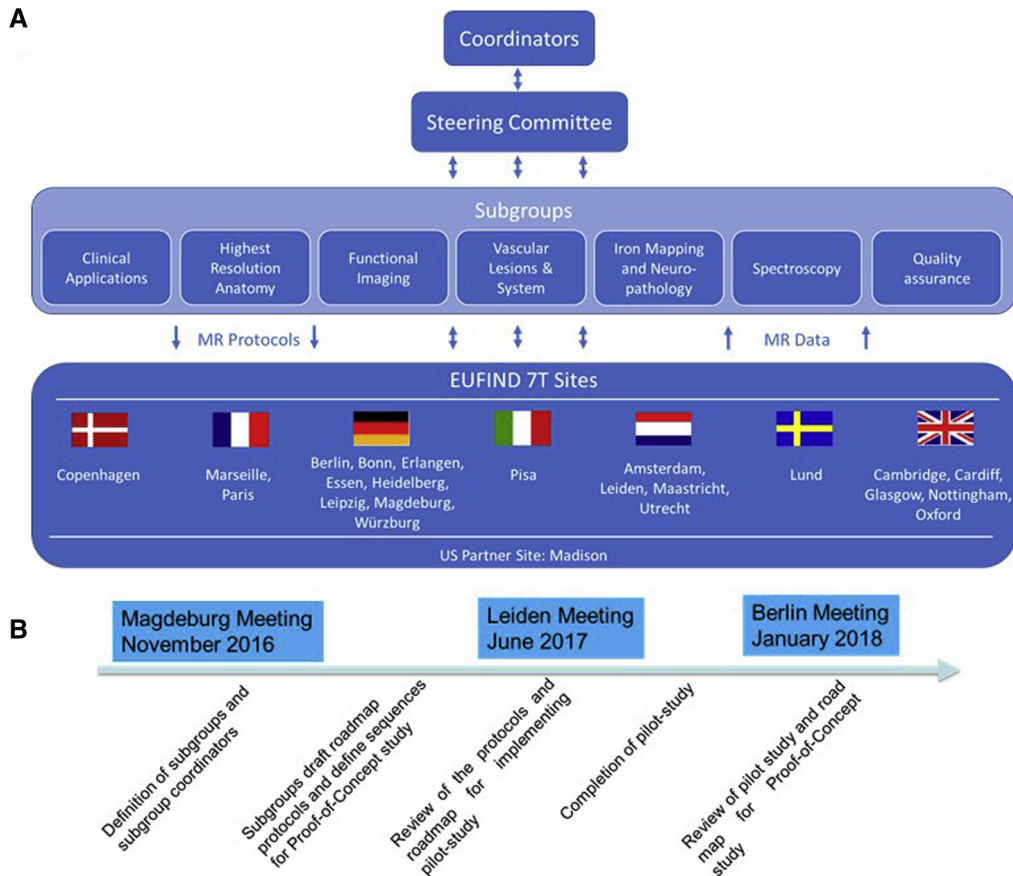 A
Coordinators
Steering Committee
Subgroups
Clinical
Applications
Highest
Resolution
Anatomy
Functional
Imaging
Vascular
Lesions &
System
Iron Mapping
and Neuro-
pathology
Spectroscopy
Quality
assurance
MR Protocols
MR Data
EUFIND 7T Sites
Copenhagen
Marseille,
Paris
Berlin, Bonn, Erlangen,
Essen, Heidelberg,
Leipzig, Magdeburg,
Würzburg
Pisa
Amsterdam,
Leiden, Maastricht,
Utrecht
Lund
Cambridge, Cardiff,
Glasgow, Nottingham,
Oxford
US Partner Site: Madison
B
Magdeburg Meeting
November 2016
Leiden Meeting
June 2017
Berlin Meeting
January 2018
Definition of subgroups and
subgroup coordinators
Subgroups draft roadmap
protocols and define sequences
for Proof-of-Concept study
Review of the protocols and
roadmap for implementing
pilot-study
Completion of pilot-study
Review of pilot study and road
map for Proof-of-Concept
study